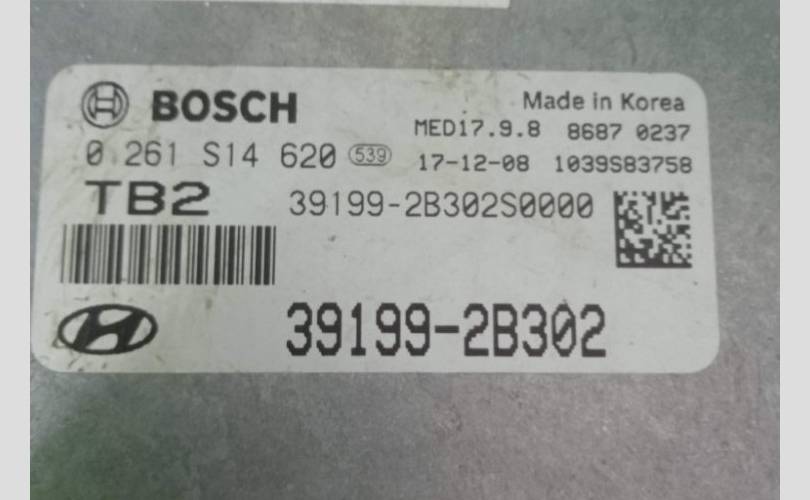 BOSCH
Made in Korea
MED17.9.8 8687 0237
0 261 S14 620 539
17-12-08 1039S83758
TB2 39199-2B302S0000
39199-2B302